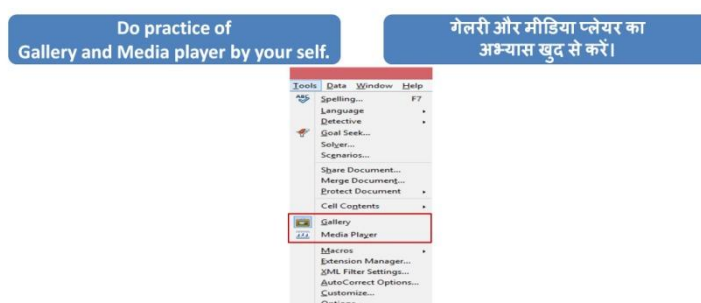 Do practice of
Gallery and Media player by your self.
गेलरी और मीडिया प्लेयर का
अभ्यास खुद से करें।
Tools Data Window Help
Spelling... F7
Language
Detective
Goal Seek...
Solver...
Scenarios...
Share Document...
Merge Document...
Protect Document
Cell Contents
Gallery
Media Player
Macros
Extension Manager...
XML Filter Settings...
AutoCorrect Options...
Customize...
Options...